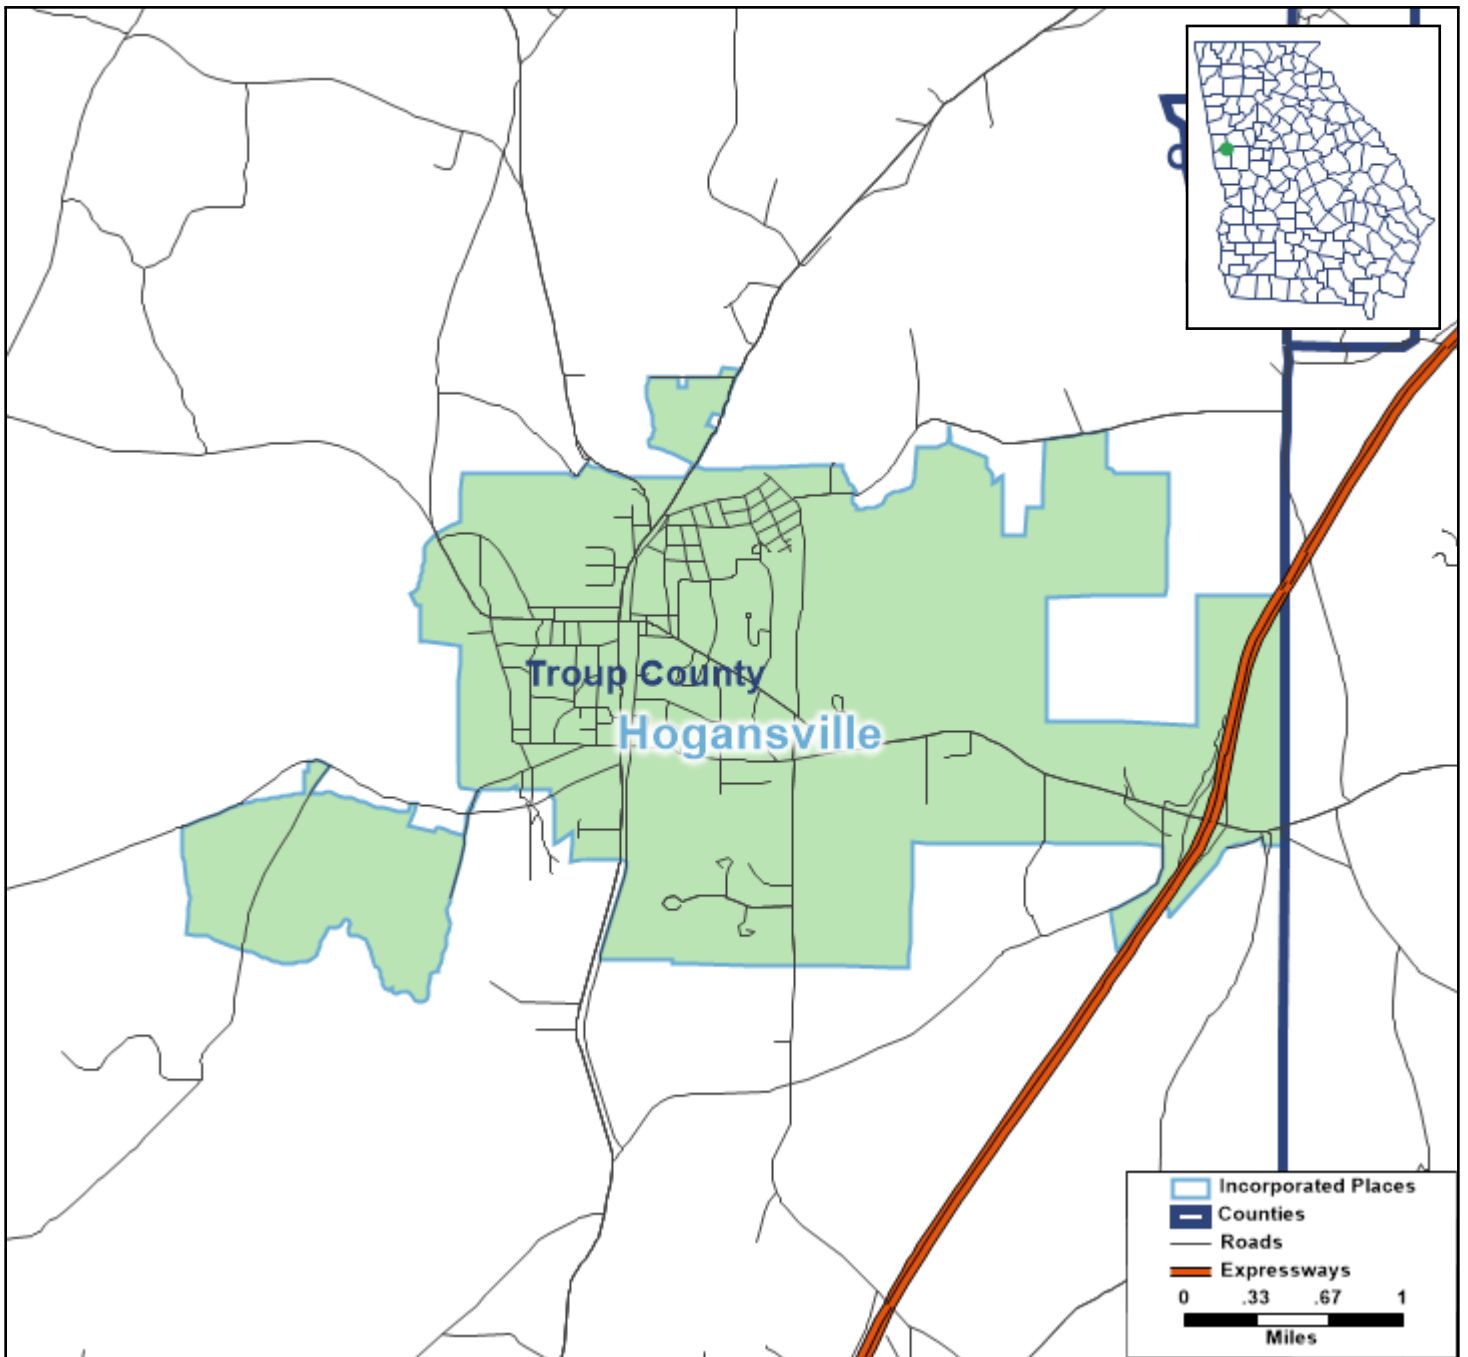 Troup County
Hogansville
Incorporated Places
Counties
Roads
Expressways
0 .33 .67 1
Miles